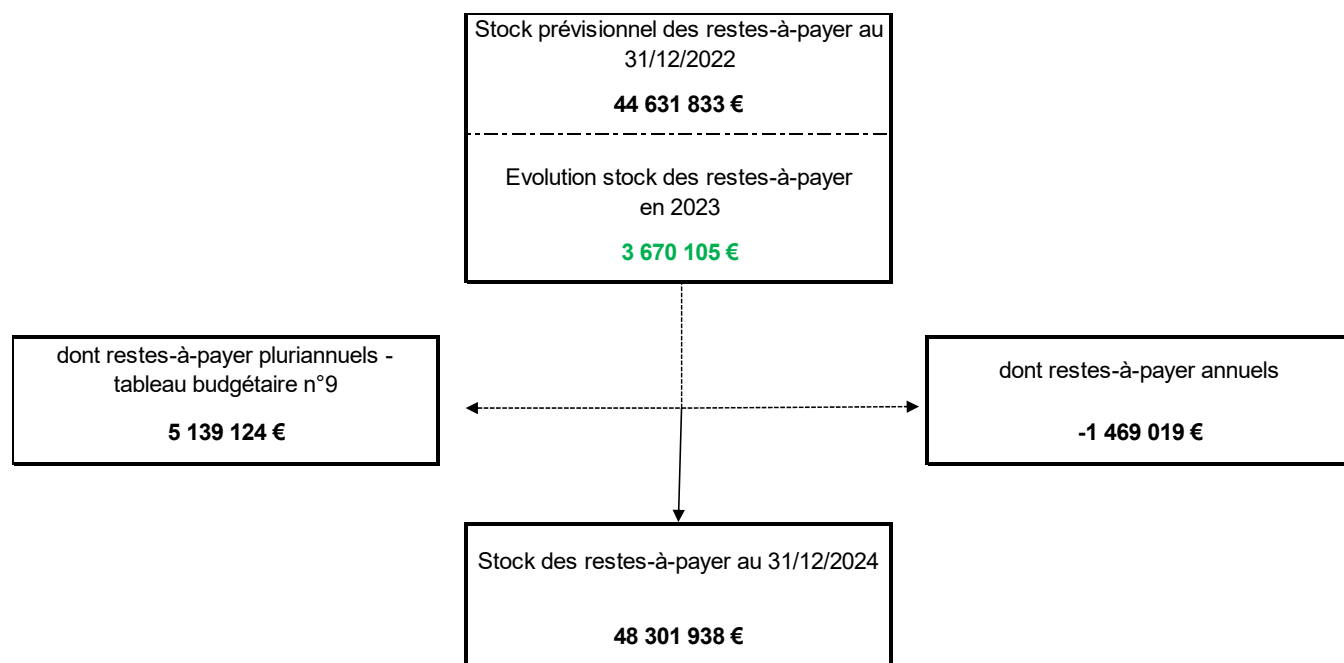 Stock prévisionnel des restes-à-payer au
31/12/2022
44 631 833 €
Evolution stock des restes-à-payer
en 2023
3 670 105 €
dont restes-à-payer pluriannuels -
tableau budgétaire n°9
5 139 124 €
dont restes-à-payer annuels
-1 469 019 €
Stock des restes-à-payer au 31/12/2024
48 301 938 €